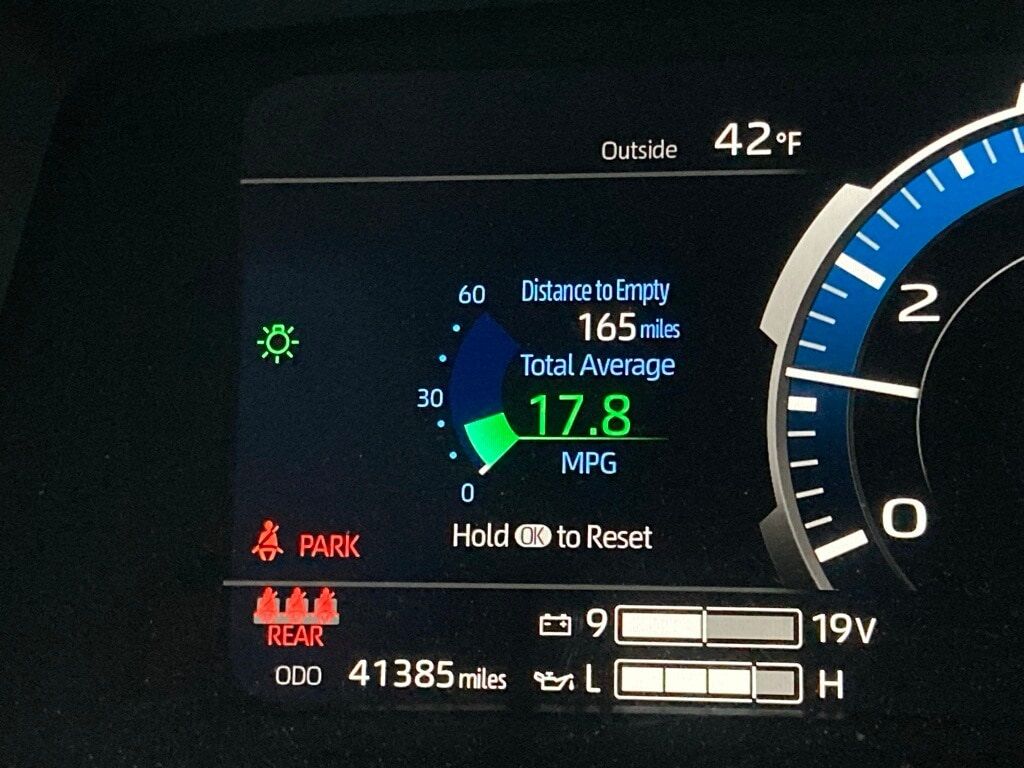 Outside 42°F
60 Distance to Empty
165 miles
Total Average
30 17.8
MPG
0
Hold OK to Reset
PARK
REAR
9 19V
ODO 41385 miles L H
2
0